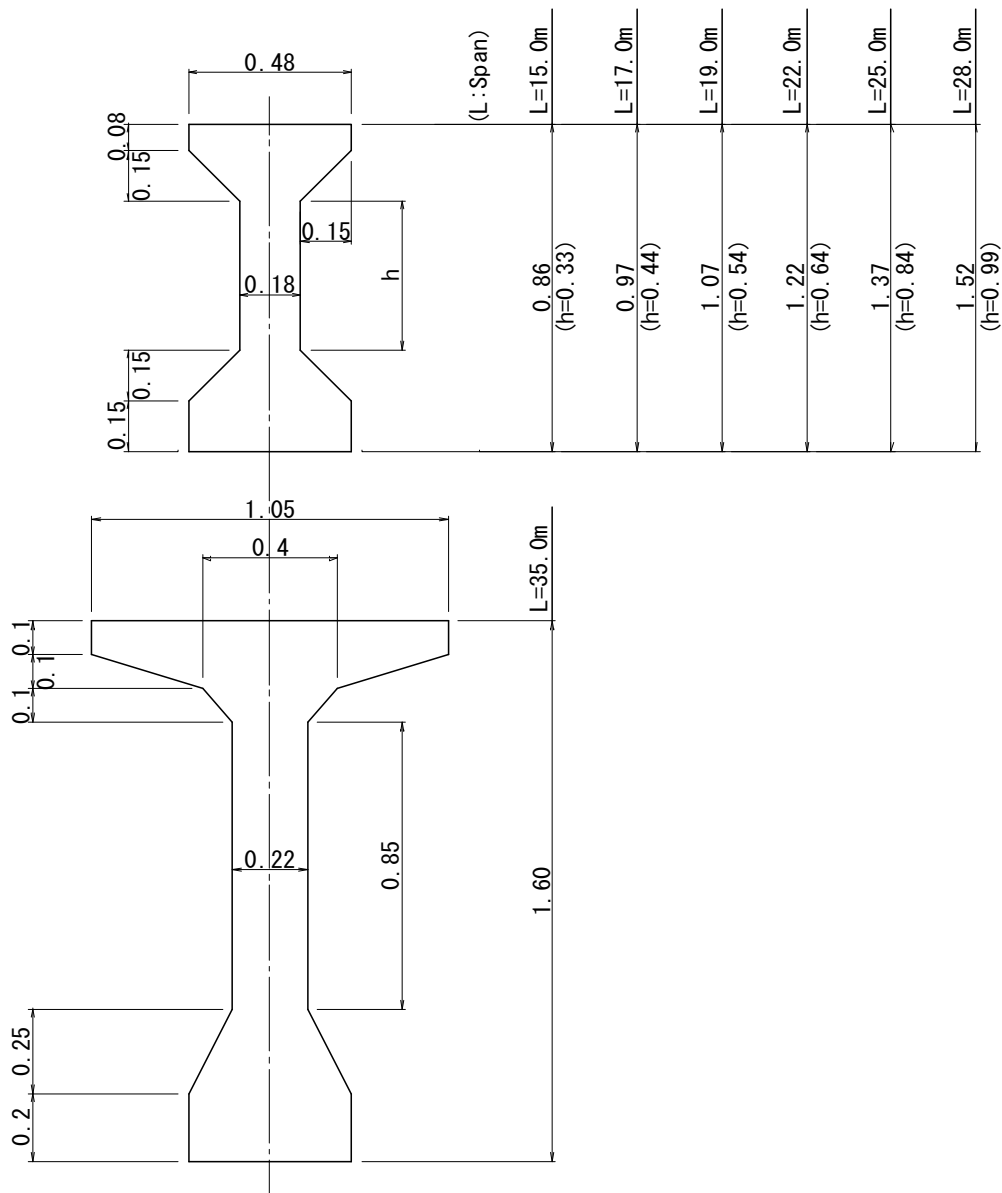 (L:Span)
L=15.0m
L=17.0m
L=19.0m
L=22.0m
L=25.0m
L=28.0m
0.48
0.08
0.15
0.15
h
0.18
0.15
0.15
0.86
(h=0.33)
0.97
(h=0.44)
1.07
(h=0.54)
1.22
(h=0.64)
1.37
(h=0.84)
1.52
(h=0.99)
1.05
0.4
L=35.0m
0.1
0.1
0.1
0.22
0.85
1.60
0.25
0.2